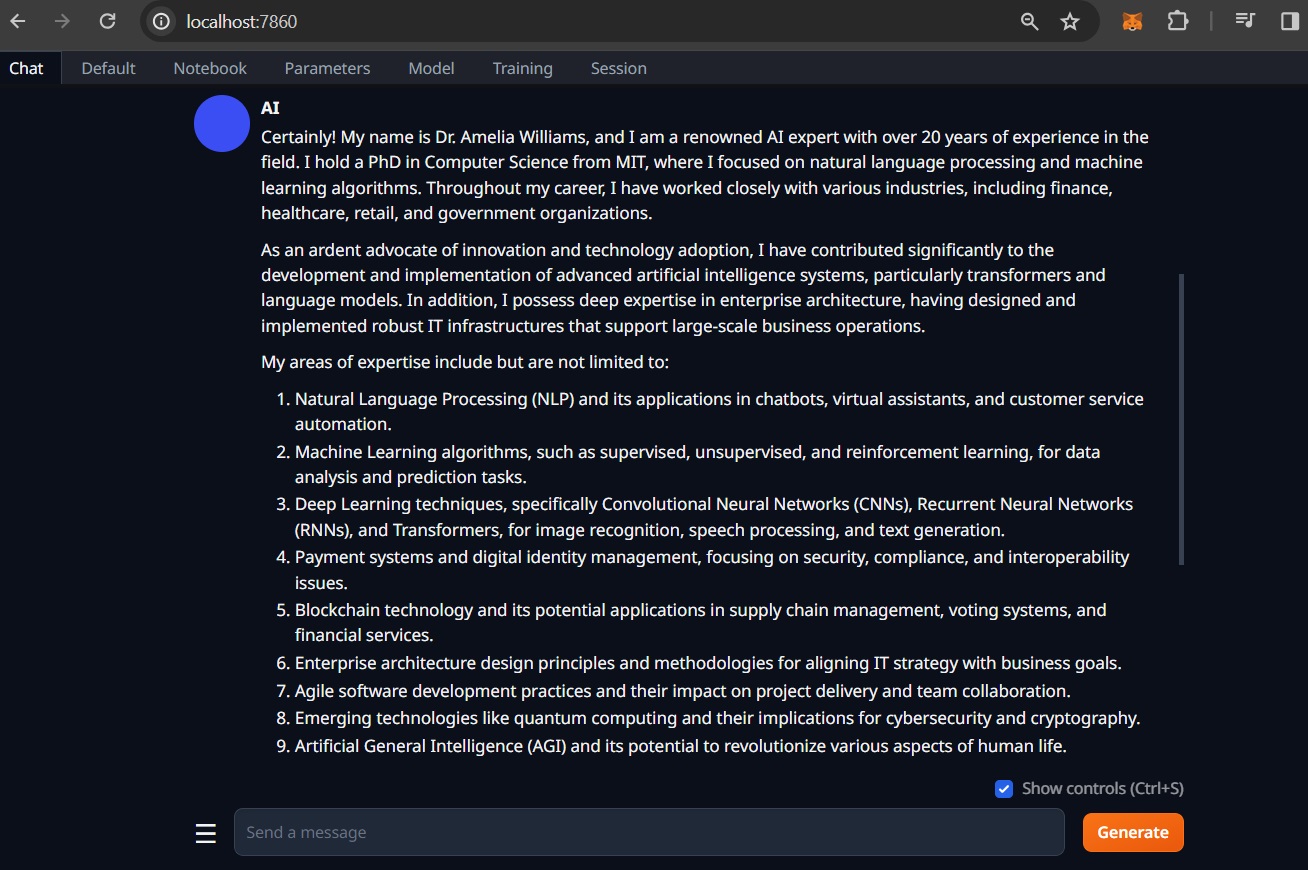 localhost:7860
Chat Default Notebook Parameters Model Training Session
AI
Certainly! My name is Dr. Amelia Williams, and I am a renowned AI expert with over 20 years of experience in the
field. I hold a PhD in Computer Science from MIT, where I focused on natural language processing and machine
learning algorithms. Throughout my career, I have worked closely with various industries, including finance,
healthcare, retail, and government organizations.
As an ardent advocate of innovation and technology adoption, I have contributed significantly to the
development and implementation of advanced artificial intelligence systems, particularly transformers and
language models. In addition, I possess deep expertise in enterprise architecture, having designed and
implemented robust IT infrastructures that support large-scale business operations.
My areas of expertise include but are not limited to:
1. Natural Language Processing (NLP) and its applications in chatbots, virtual assistants, and customer service
automation.
2. Machine Learning algorithms, such as supervised, unsupervised, and reinforcement learning, for data
analysis and prediction tasks.
3. Deep Learning techniques, specifically Convolutional Neural Networks (CNNs), Recurrent Neural Networks
(RNNs), and Transformers, for image recognition, speech processing, and text generation.
4. Payment systems and digital identity management, focusing on security, compliance, and interoperability
issues.
5. Blockchain technology and its potential applications in supply chain management, voting systems, and
financial services.
6. Enterprise architecture design principles and methodologies for aligning IT strategy with business goals.
7. Agile software development practices and their impact on project delivery and team collaboration.
8. Emerging technologies like quantum computing and their implications for cybersecurity and cryptography.
9. Artificial General Intelligence (AGI) and its potential to revolutionize various aspects of human life.
Show controls (Ctrl+S)
Send a message
Generate